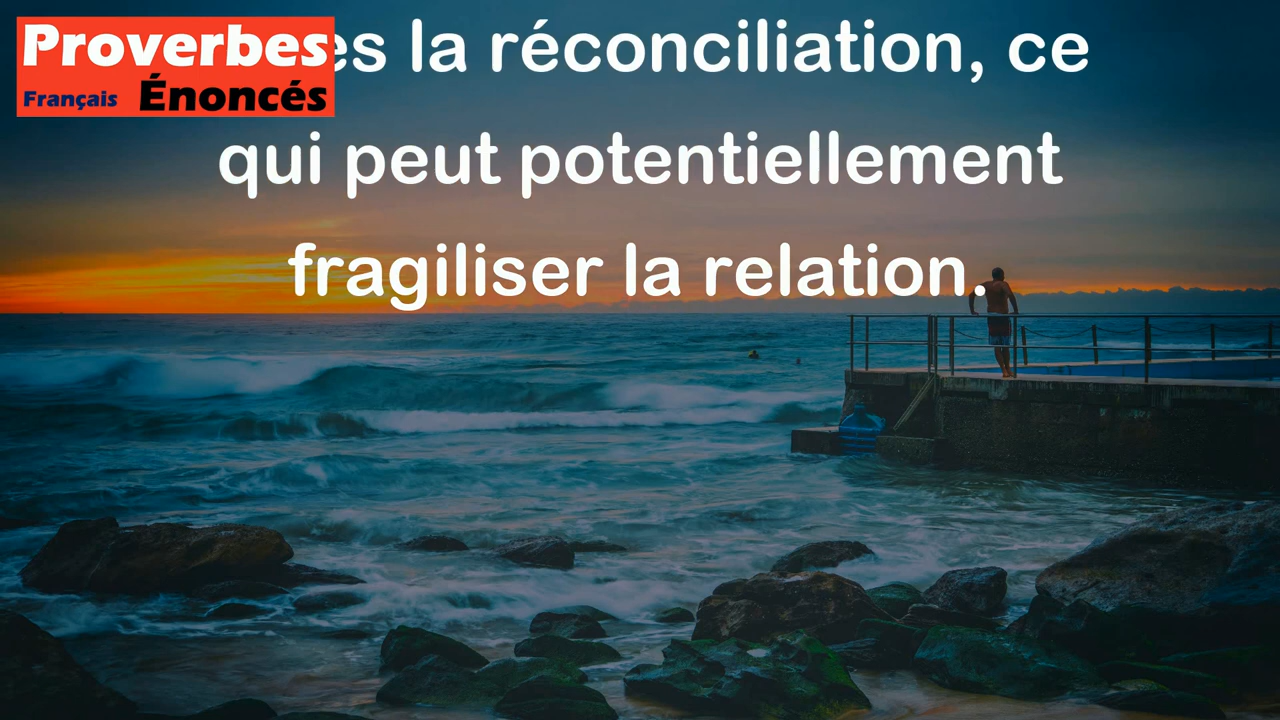 Proverbes
Français Énoncés
es la réconciliation, ce
qui peut potentiellement
fragiliser la relation.